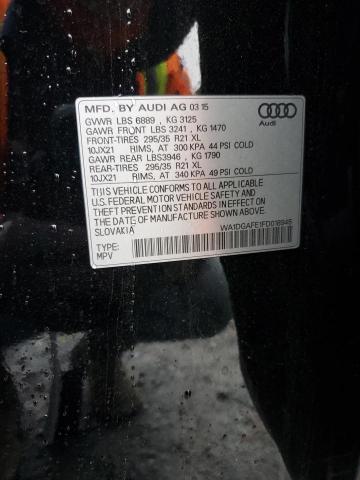 MFD. BY AUDI AG 03 15
GVWR LBS 6889 , KG 3125
GAWR FRONT LBS 3241, KG 1470
FRONT-TIRES 295/35 R21 XL
10JX21 RIMS, AT 300 KPA 44 PSI COLD
GAWR REAR LBS3946 , KG 1790
REAR-TIRES 295/35 R21 XL
10JX21 RIMS, AT 340 KPA 49 PSI COLD
Audi
THIS VEHICLE CONFORMS TO ALL APPLICABLE
U.S. FEDERAL MOTOR VEHICLE SAFETY AND
THEFT PREVENTION STANDARDS IN EFFECT ON
THE DATE OF MANUFACTURE SHOWN ABOVE.
SLOVAKIA
TYPE:
MPV
WA1DGAFE1FD018946